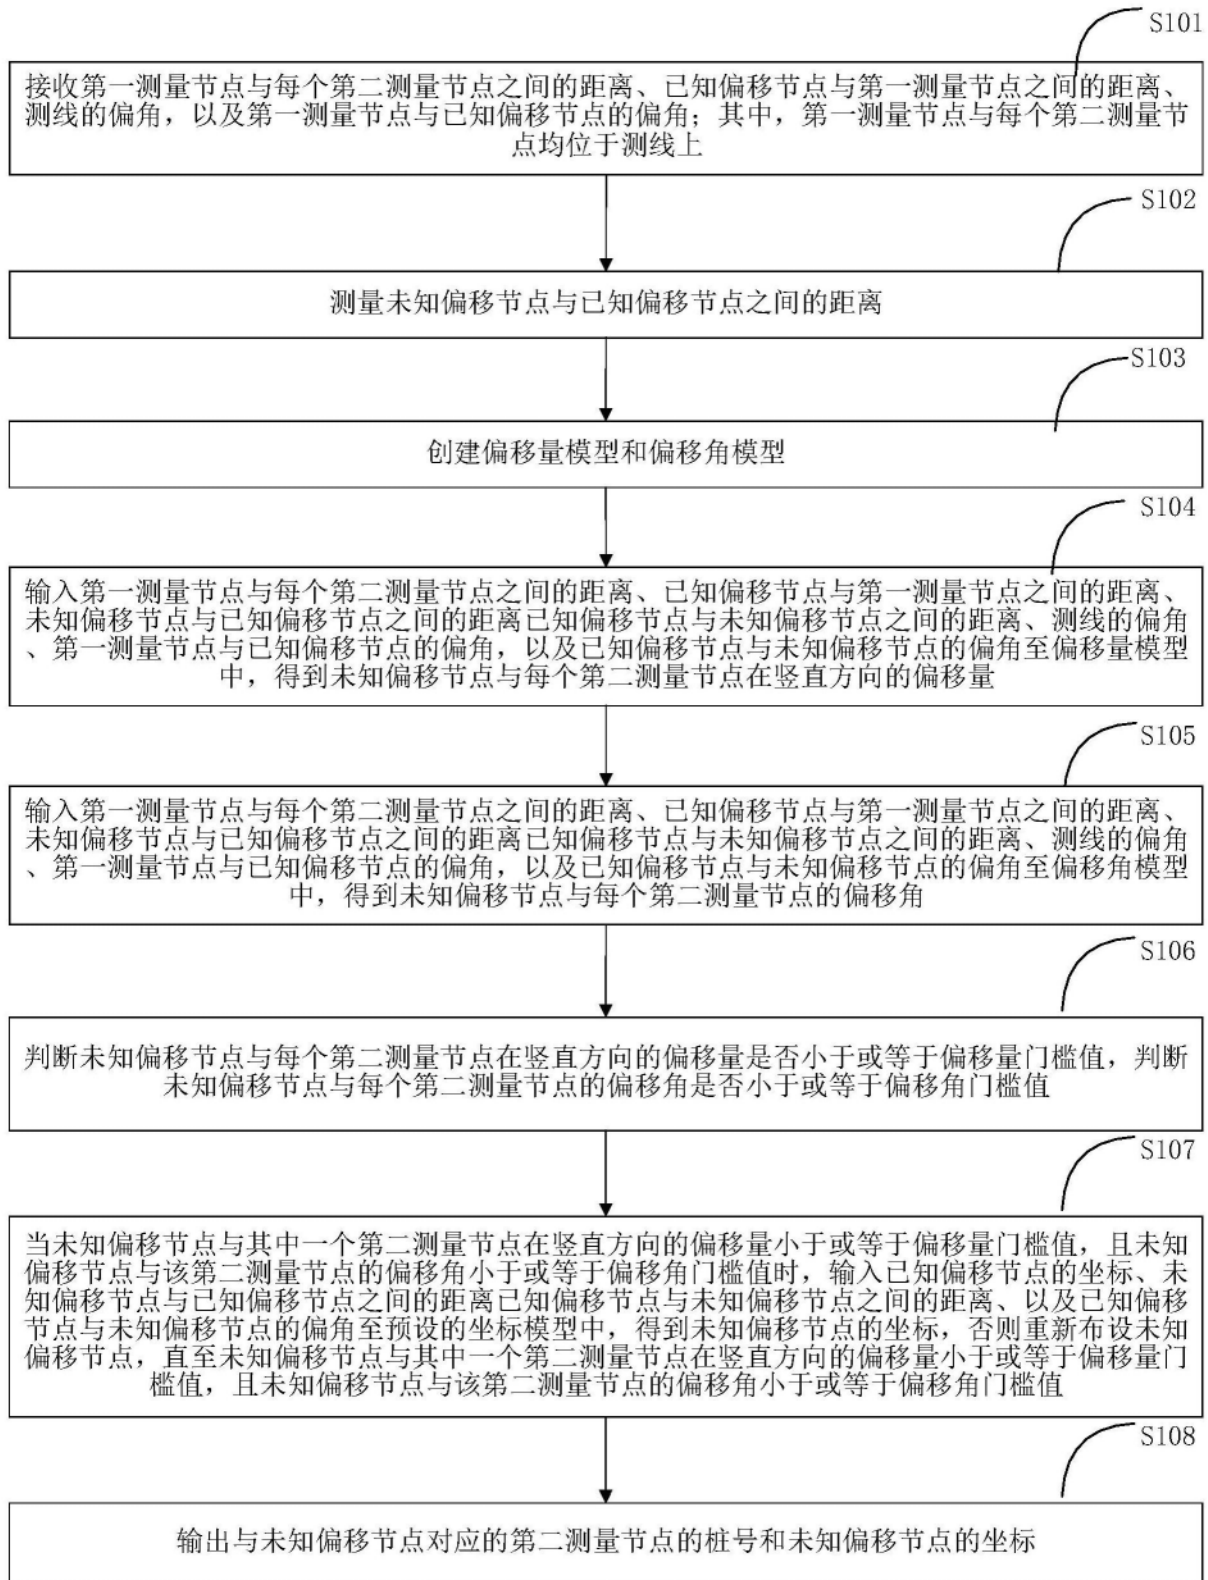 S101
接收第一测量节点与每个第二测量节点之间的距离、已知偏移节点与第一测量节点之间的距离、
测线的偏角，以及第一测量节点与已知偏移节点的偏角；其中，第一测量节点与每个第二测量节
点均位于测线上
S102
测量未知偏移节点与已知偏移节点之间的距离
S103
创建偏移量模型和偏移角模型
S104
输入第一测量节点与每个第二测量节点之间的距离、已知偏移节点与第一测量节点之间的距离、
未知偏移节点与已知偏移节点之间的距离已知偏移节点与未知偏移节点之间的距离、测线的偏角
、第一测量节点与已知偏移节点的偏角，以及已知偏移节点与未知偏移节点的偏角至偏移量模型
中，得到未知偏移节点与每个第二测量节点在竖直方向的偏移量
S105
输入第一测量节点与每个第二测量节点之间的距离、已知偏移节点与第一测量节点之间的距离、
未知偏移节点与已知偏移节点之间的距离已知偏移节点与未知偏移节点之间的距离、测线的偏角
、第一测量节点与已知偏移节点的偏角，以及已知偏移节点与未知偏移节点的偏角至偏移角模型
中，得到未知偏移节点与每个第二测量节点的偏移角
S106
判断未知偏移节点与每个第二测量节点在竖直方向的偏移量是否小于或等于偏移量门槛值，判断
未知偏移节点与每个第二测量节点的偏移角是否小于或等于偏移角门槛值
S107
当未知偏移节点与其中一个第二测量节点在竖直方向的偏移量小于或等于偏移量门槛值，且未知
偏移节点与该第二测量节点的偏移角小于或等于偏移角门槛值时，输入已知偏移节点的坐标、未
知偏移节点与已知偏移节点之间的距离已知偏移节点与未知偏移节点之间的距离、以及已知偏移
节点与未知偏移节点的偏角至预设的坐标模型中，得到未知偏移节点的坐标，否则重新布设未知
偏移节点，直至未知偏移节点与其中一个第二测量节点在竖直方向的偏移量小于或等于偏移量门
槛值，且未知偏移节点与该第二测量节点的偏移角小于或等于偏移角门槛值
S108
输出与未知偏移节点对应的第二测量节点的桩号和未知偏移节点的坐标